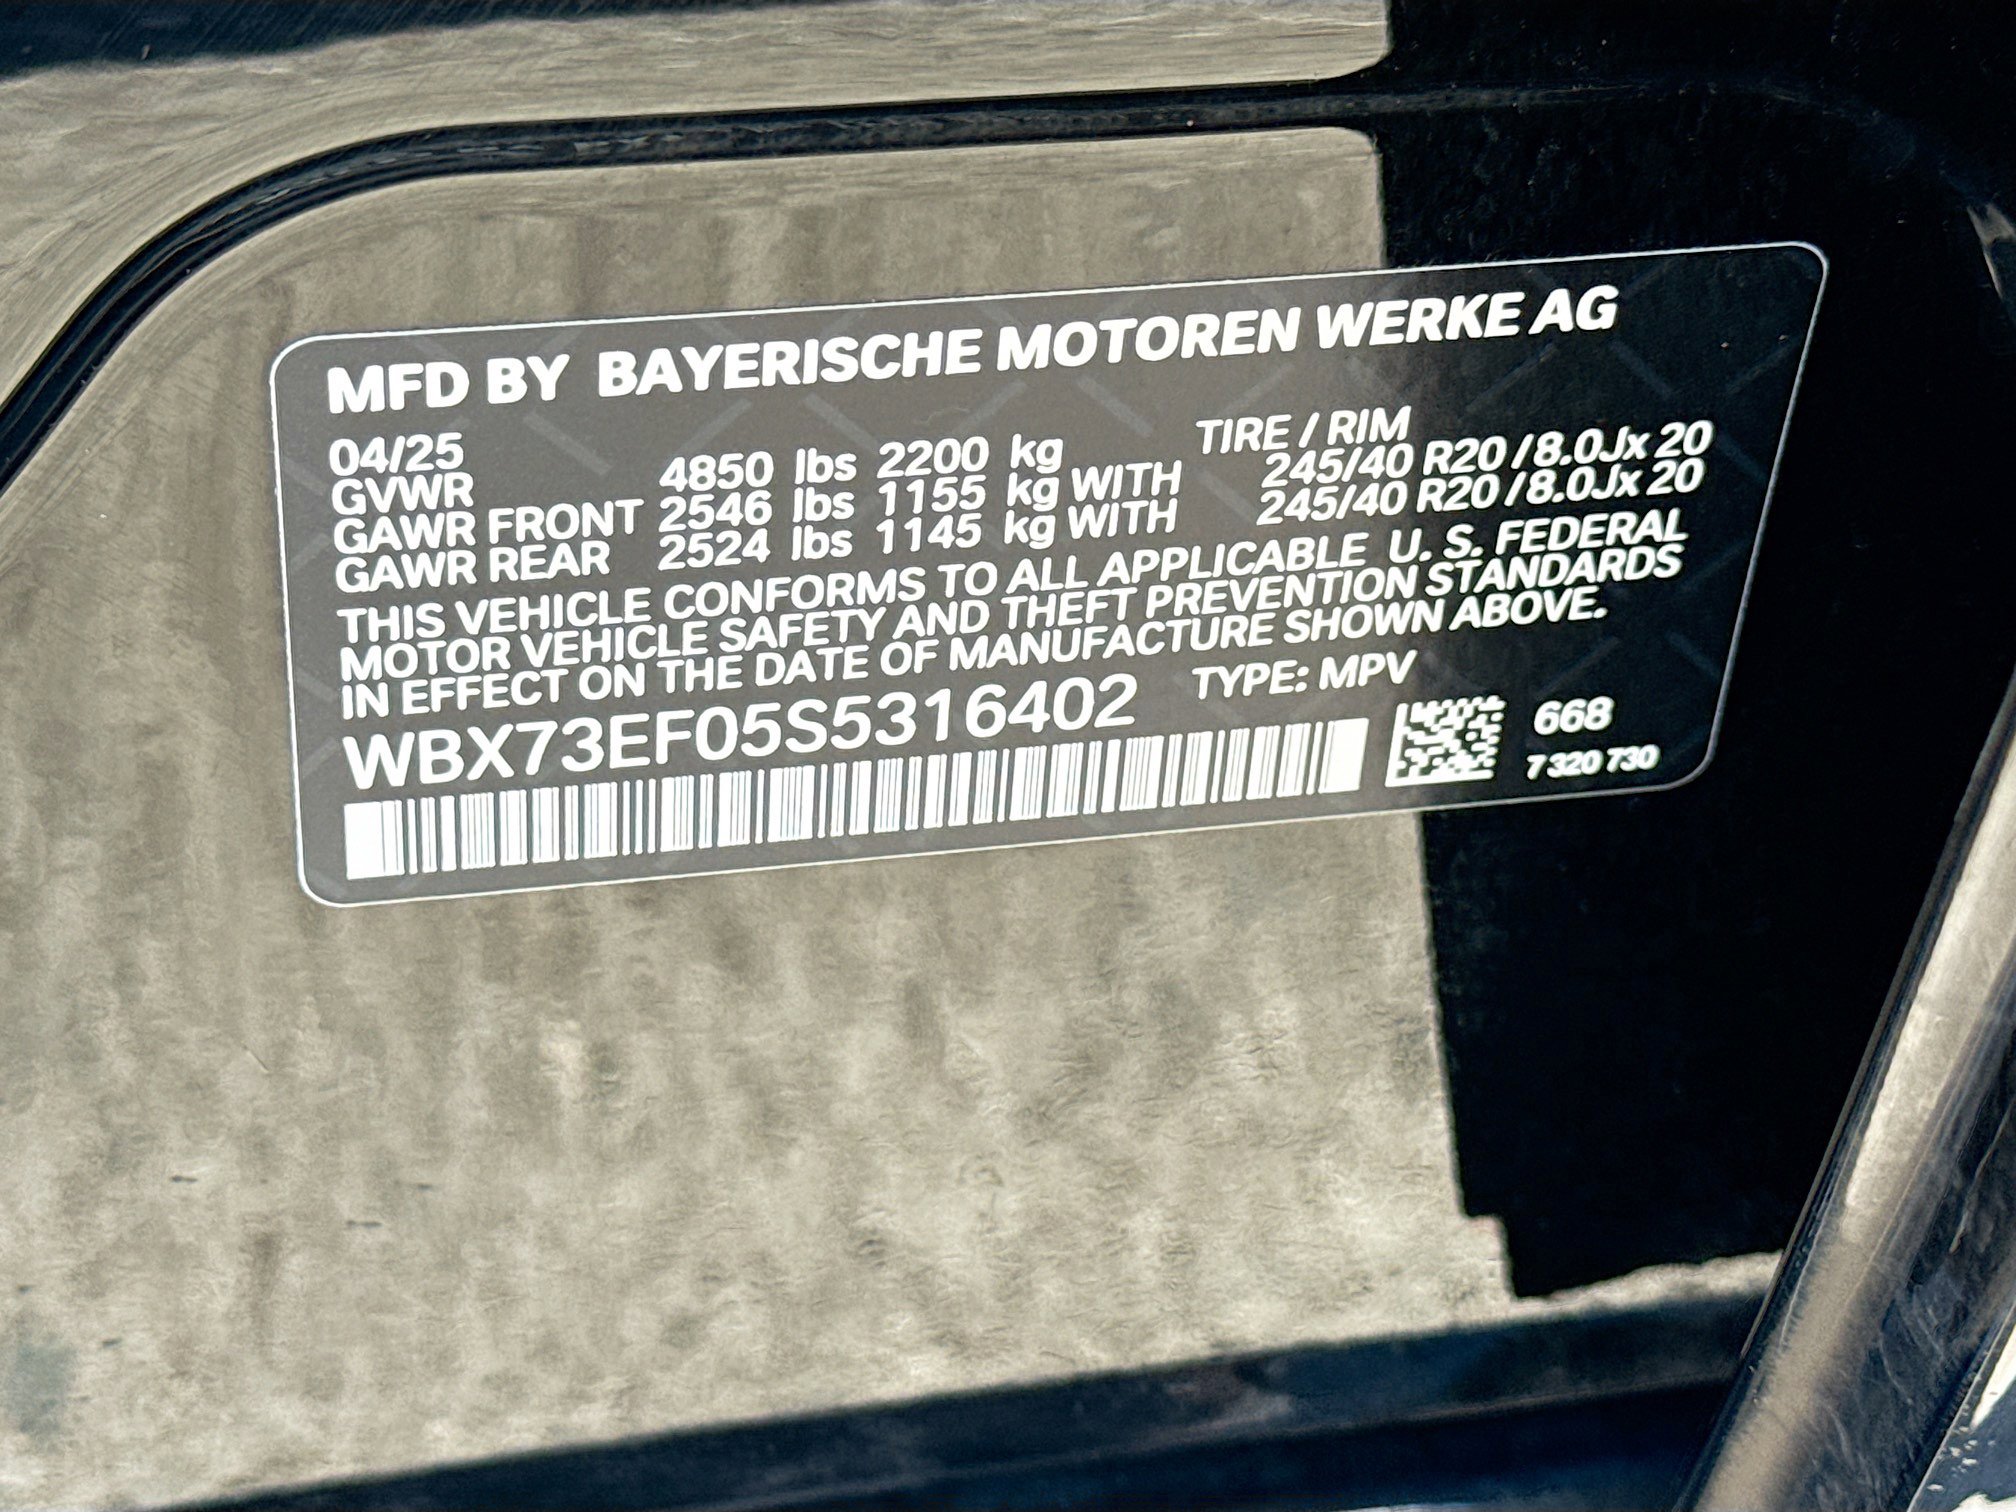 MFD BY BAYERISCHE MOTOREN WERKE AG
04/25 TIRE / RIM
GVWR 4850 lbs 2200 kg
GAWR FRONT 2546 lbs 1155 kg WITH 245/40 R20 / 8.0Jx 20
GAWR REAR 2524 lbs 1145 kg WITH 245/40 R20 / 8.0Jx 20
THIS VEHICLE CONFORMS TO ALL APPLICABLE U. S. FEDERAL
MOTOR VEHICLE SAFETY AND THEFT PREVENTION STANDARDS
IN EFFECT ON THE DATE OF MANUFACTURE SHOWN ABOVE.
WBX73EF05S5316402 TYPE: MPV
668
7 320 730